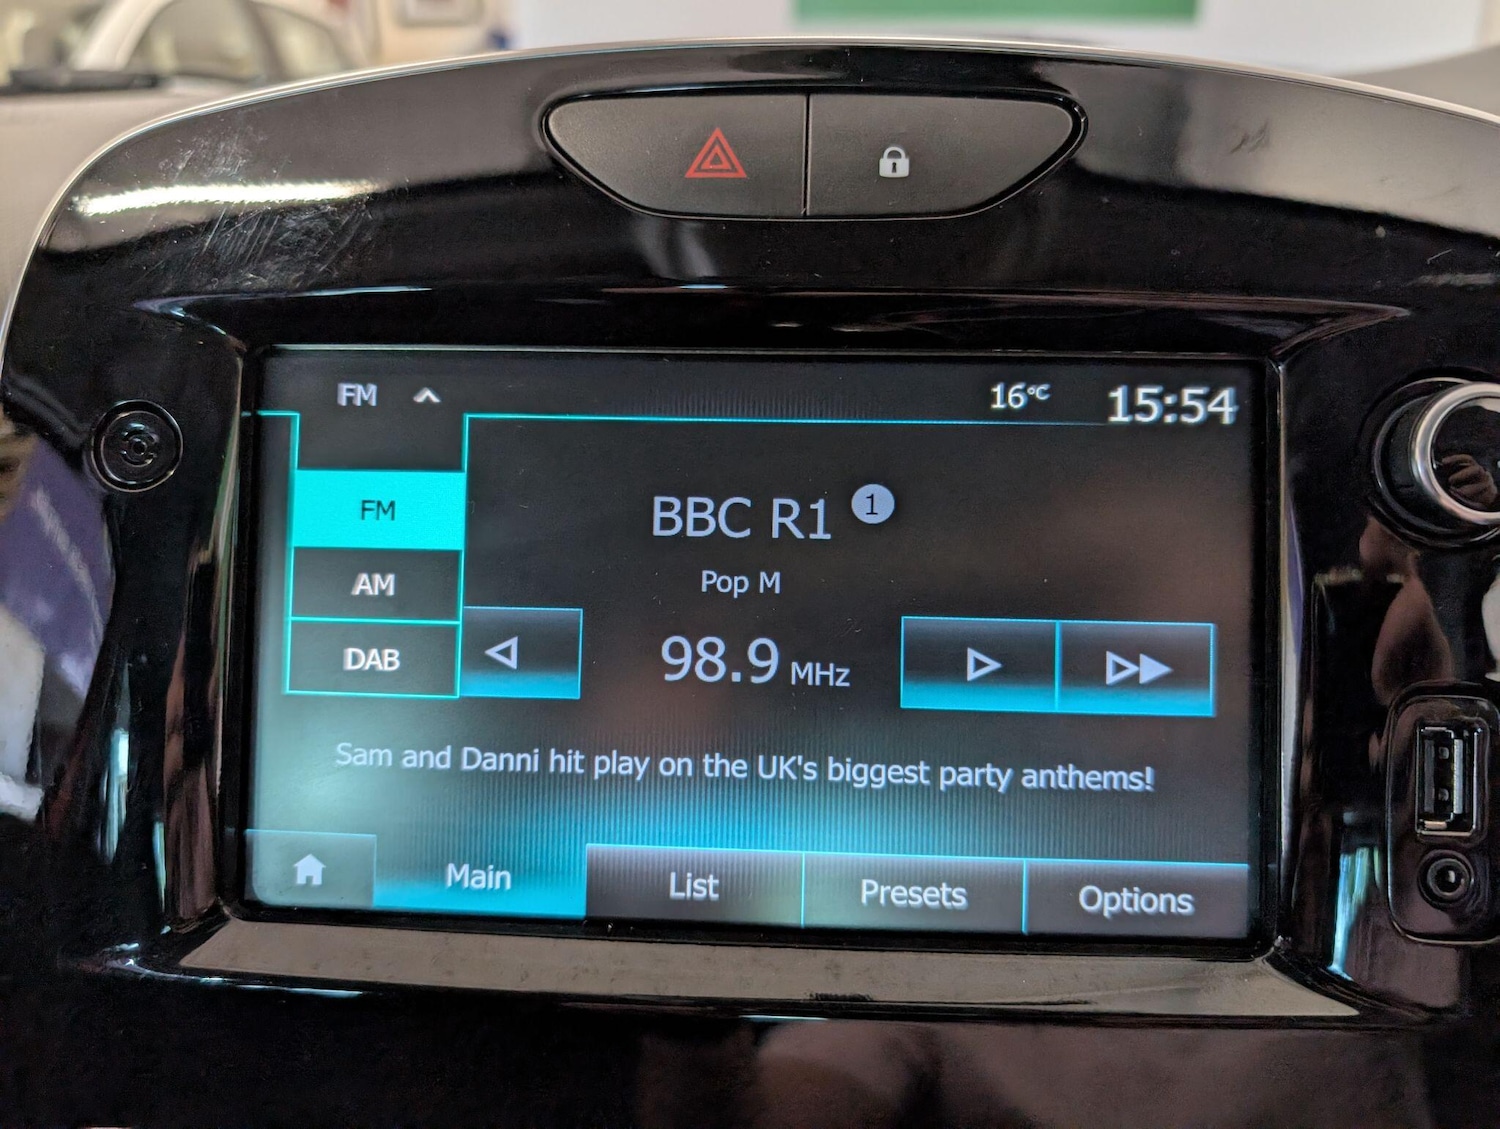 FM
16°C
15:54
FM
AM
DAB
BBC R1 1
Pop M
98.9 MHz
Sam and Danni hit play on the UK's biggest party anthems!
Main
List
Presets
Options